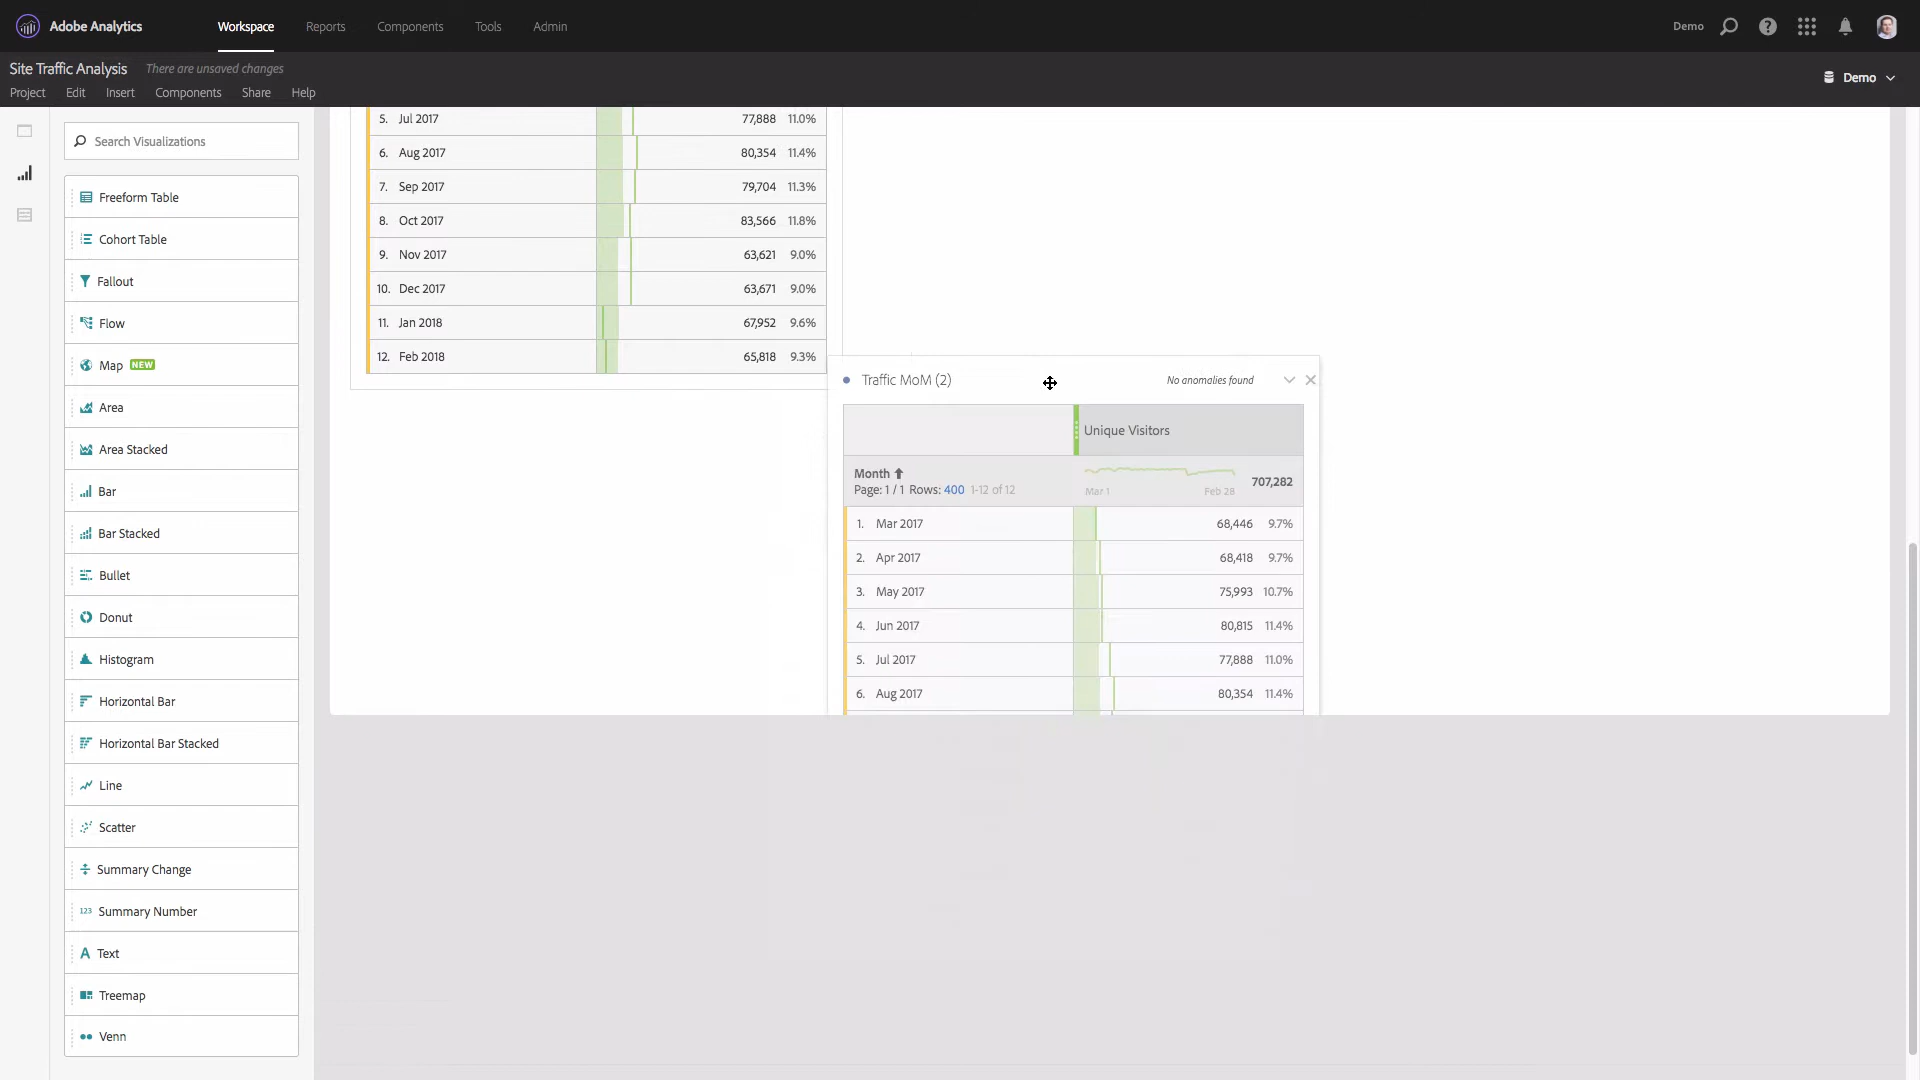 Adobe Analytics Workspace Reports Components Tools Admin Demo
Site Traffic Analysis There are unsaved changes
Demo
Project Edit Insert Components Share Help
Search Visualizations
Freeform Table
Cohort Table
Fallout
Flow
Map NEW
Area
Area Stacked
Bar
Bar Stacked
Bullet
Donut
Histogram
Horizontal Bar
Horizontal Bar Stacked
Line
Scatter
Summary Change
123 Summary Number
A Text
Treemap
Venn
5. Jul 2017 77,888 11.0%
6. Aug 2017 80,354 11.4%
7. Sep 2017 79,704 11.3%
8. Oct 2017 83,566 11.8%
9. Nov 2017 63,621 9.0%
10. Dec 2017 63,671 9.0%
11. Jan 2018 67,952 9.6%
12. Feb 2018 65,818 9.3%
Traffic MoM (2) No anomalies found
Unique Visitors
Month
Page: 1 / 1 Rows: 400 1-12 of 12
Mar 1 Feb 28
707,282
1. Mar 2017 68,446 9.7%
2. Apr 2017 68,418 9.7%
3. May 2017 75,993 10.7%
4. Jun 2017 80,815 11.4%
5. Jul 2017 77,888 11.0%
6. Aug 2017 80,354 11.4%